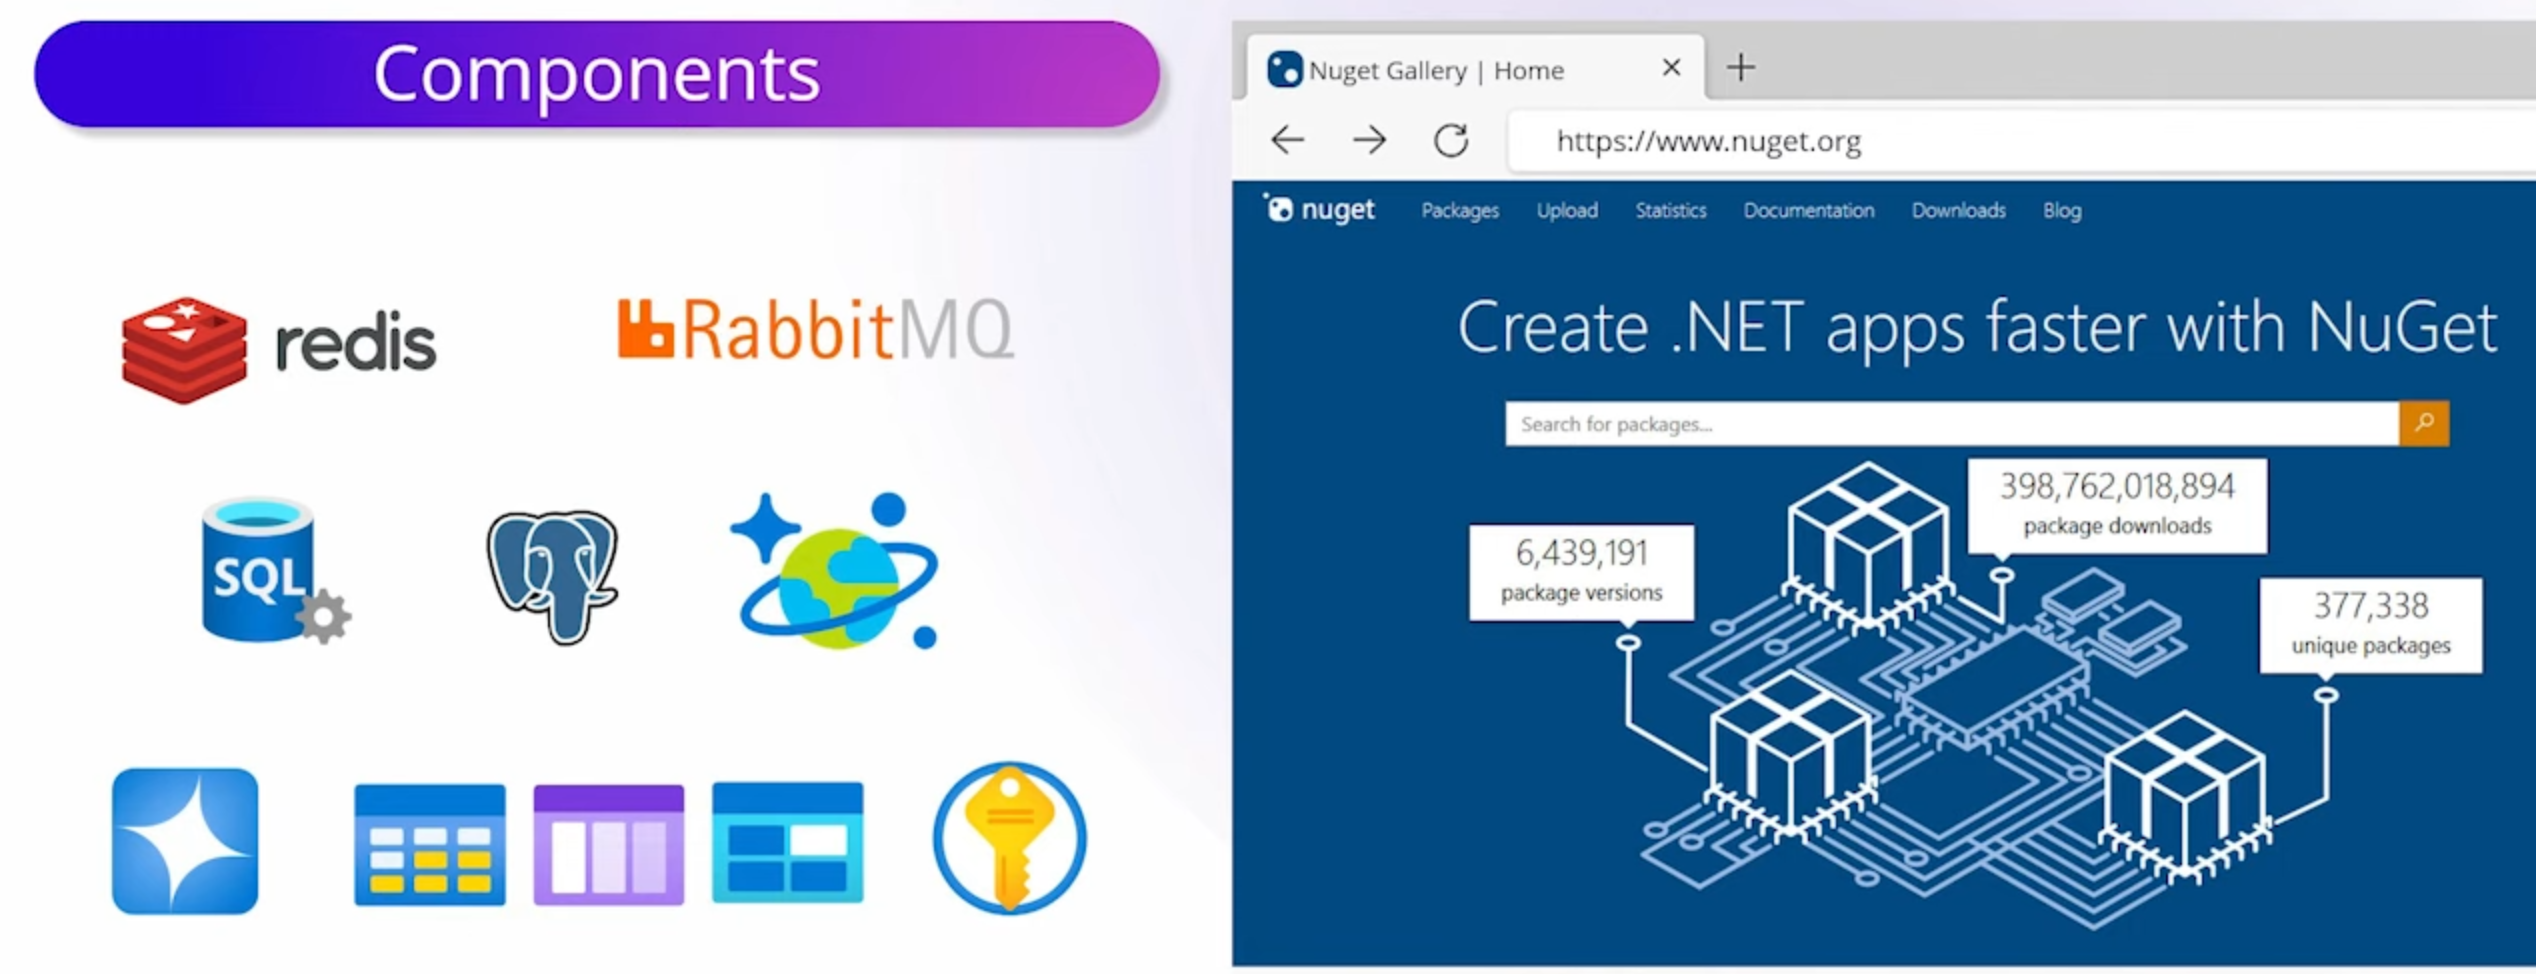 Components
redis
RabbitMQ
SQL
Nuget Gallery | Home
https://www.nuget.org
nuget Packages Upload Statistics Documentation Downloads Blog
Create .NET apps faster with NuGet
Search for packages...
398,762,018,894
package downloads
6,439,191
package versions
377,338
unique packages